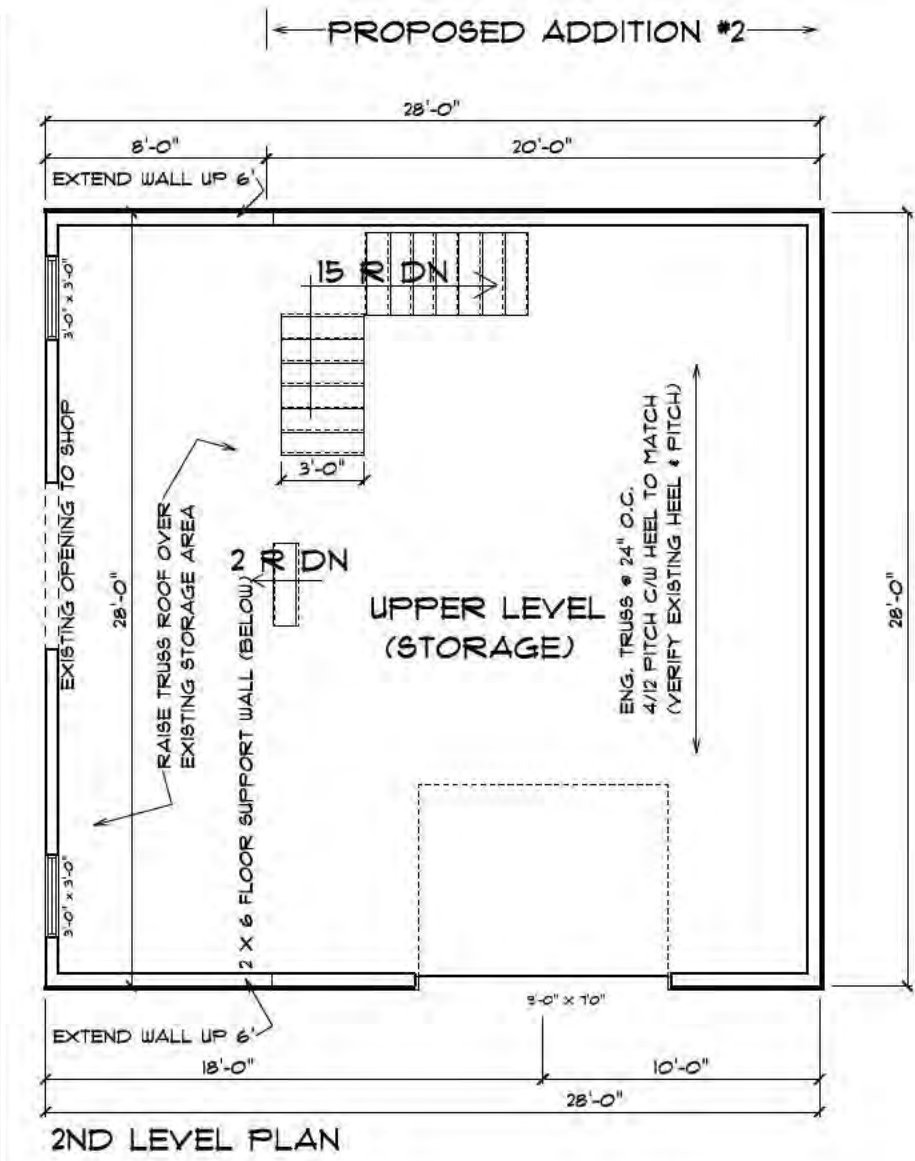 PROPOSED ADDITION #2
28'-0"
8'-0"
20'-0"
EXTEND WALL UP 6'
3'-0" x 3'-0"
15 R DN
EXISTING OPENING TO SHOP
28'-0"
RAISE TRUSS ROOF OVER
EXISTING STORAGE AREA
3'-0"
2 R DN
2 X 6 FLOOR SUPPORT WALL (BELOW)
UPPER LEVEL
(STORAGE)
ENG. TRUSS @ 24" O.C.
4/12 PITCH C/W HEEL TO MATCH
(VERIFY EXISTING HEEL & PITCH)
28'-0"
3'-0" x 3'-0"
9'-0" x 7'0"
EXTEND WALL UP 6'
18'-0"
10'-0"
28'-0"
2ND LEVEL PLAN